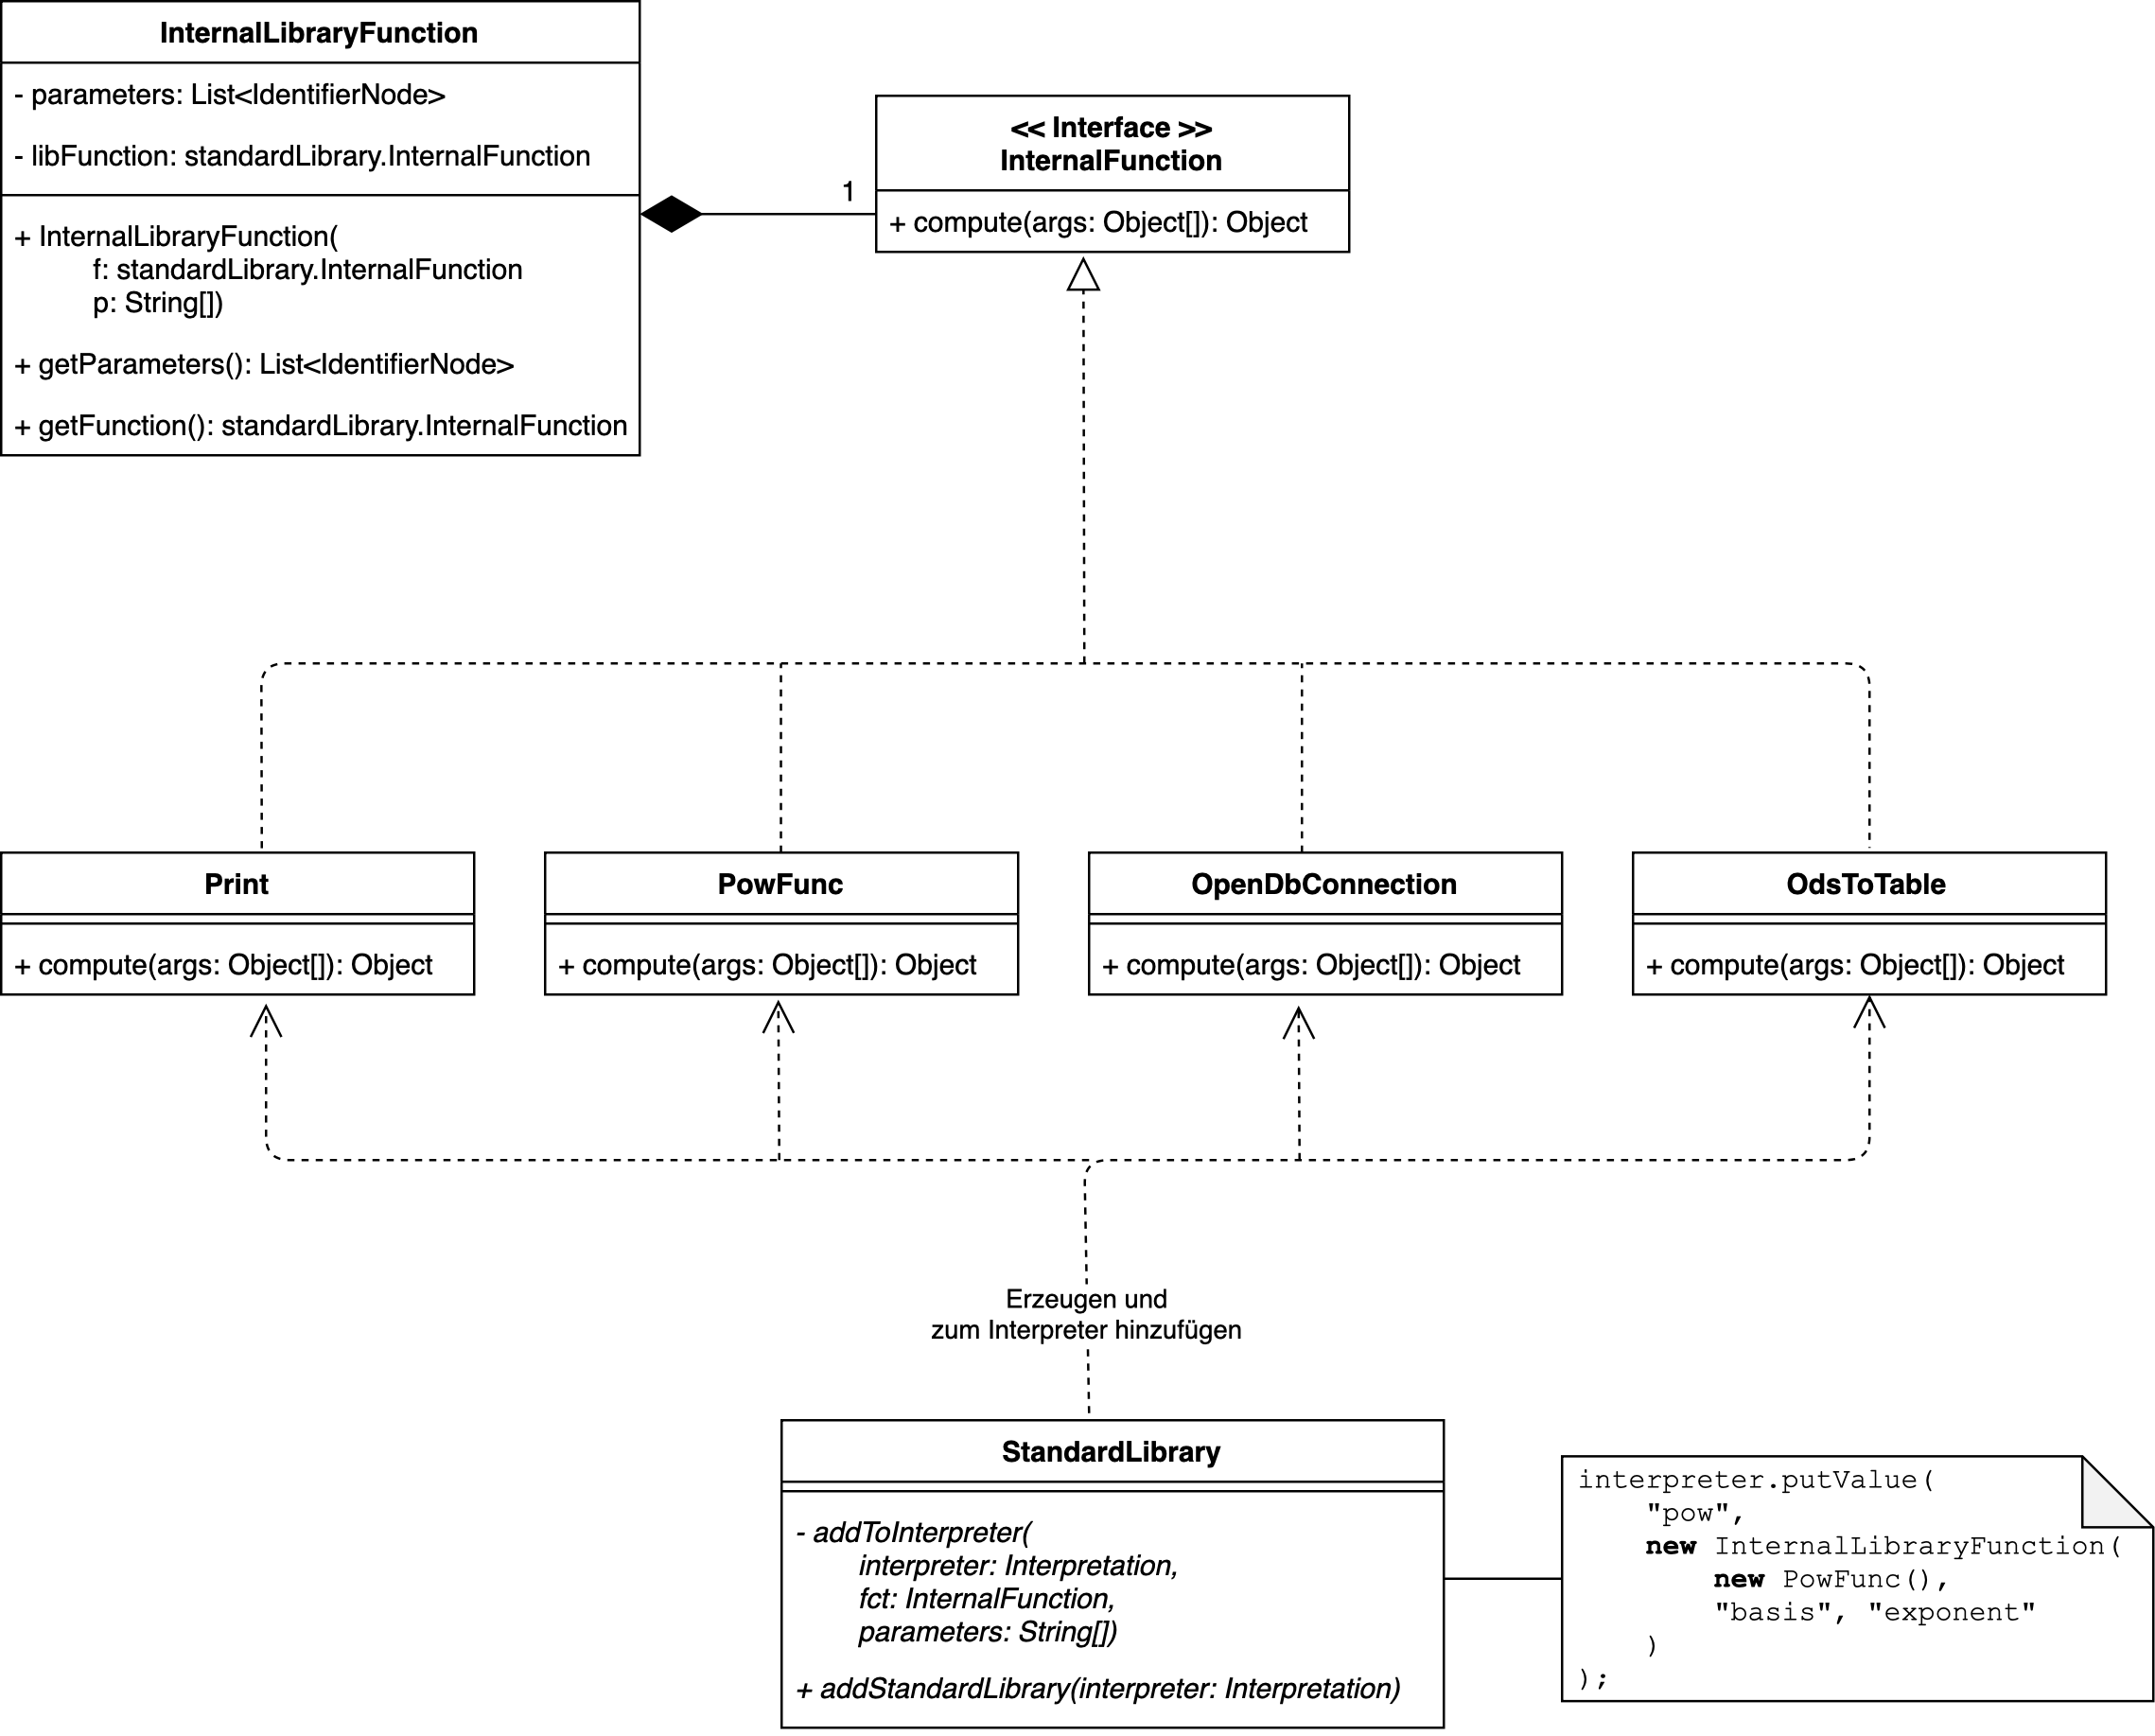 InternalLibraryFunction
- parameters: List<IdentifierNode>
- libFunction: standardLibrary.InternalFunction
+ InternalLibraryFunction(
f: standardLibrary.InternalFunction
p: String[])
+ getParameters(): List<IdentifierNode>
+ getFunction(): standardLibrary.InternalFunction
1
<< Interface >>
InternalFunction
+ compute(args: Object[]): Object
Print
+ compute(args: Object[]): Object
PowFunc
+ compute(args: Object[]): Object
OpenDbConnection
+ compute(args: Object[]): Object
OdsToTable
+ compute(args: Object[]): Object
Erzeugen und
zum Interpreter hinzufügen
StandardLibrary
- addToInterpreter(
interpreter: Interpretation,
fct: InternalFunction,
parameters: String[])
+ addStandardLibrary(interpreter: Interpretation)
interpreter.putValue(
"pow",
new InternalLibraryFunction(
new PowFunc(),
"basis", "exponent"
)
);